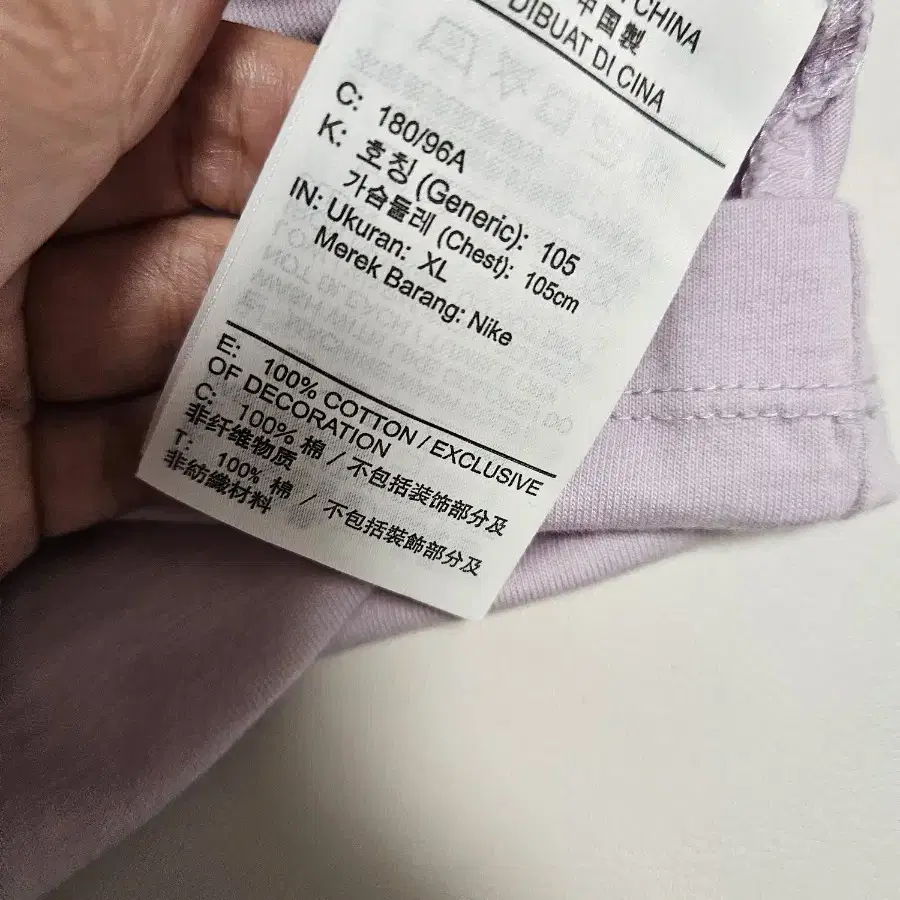 CHINA
中国製
DIBUAT DI CINA
C: 180/96A
K: 호칭 (Generic): 105
가슴둘레 (Chest): 105cm
IN: Ukuran: XL
Merek Barang: Nike
E: 100% COTTON / EXCLUSIVE
OF DECORATION
C: 100% 棉 / 不包括装饰部分及
非纤维物质
T: 100% 棉 / 不包括裝飾部分及
非紡織材料